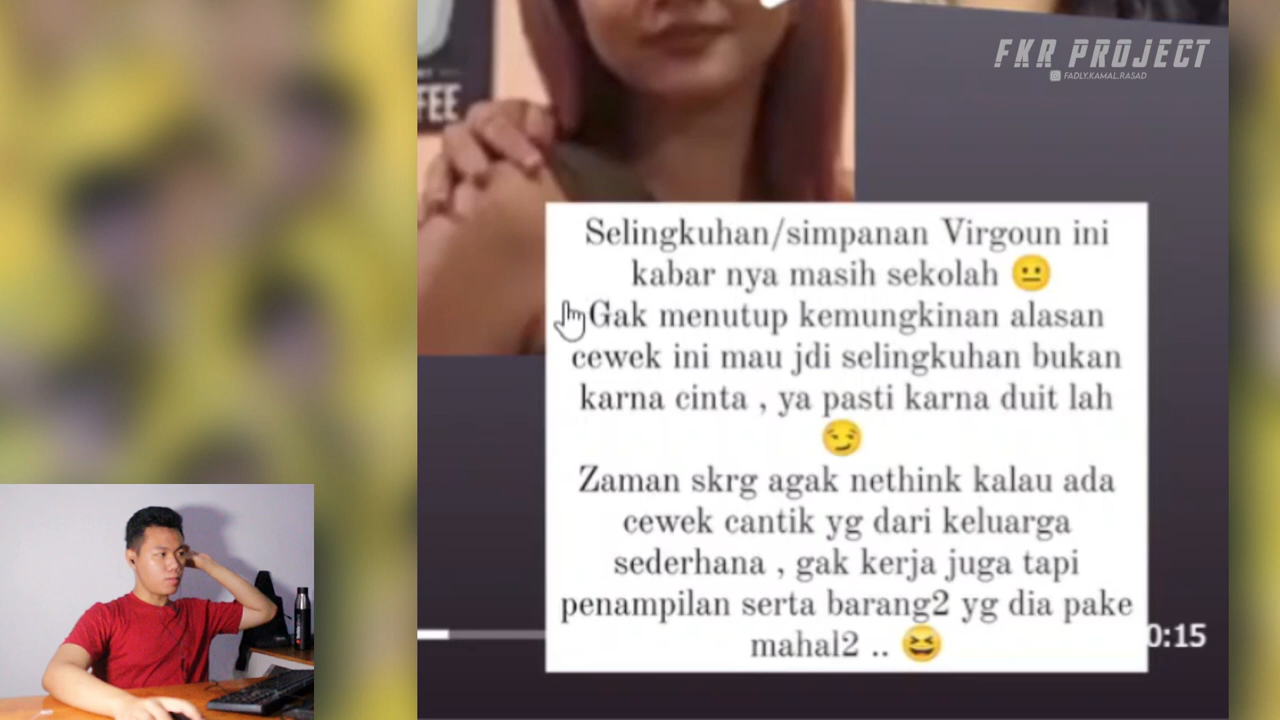 FKR PROJECT
FADLY.KAMAL.RASAD
FEE
Selingkuhan/simpanan Virgoun ini
kabar nya masih sekolah 😐
Gak menutup kemungkinan alasan
cewek ini mau jdi selingkuhan bukan
karna cinta , ya pasti karna duit lah
😏
Zaman skrg agak nethink kalau ada
cewek cantik yg dari keluarga
sederhana , gak kerja juga tapi
penampilan serta barang2 yg dia pake
mahal2 .. 😆
0:15